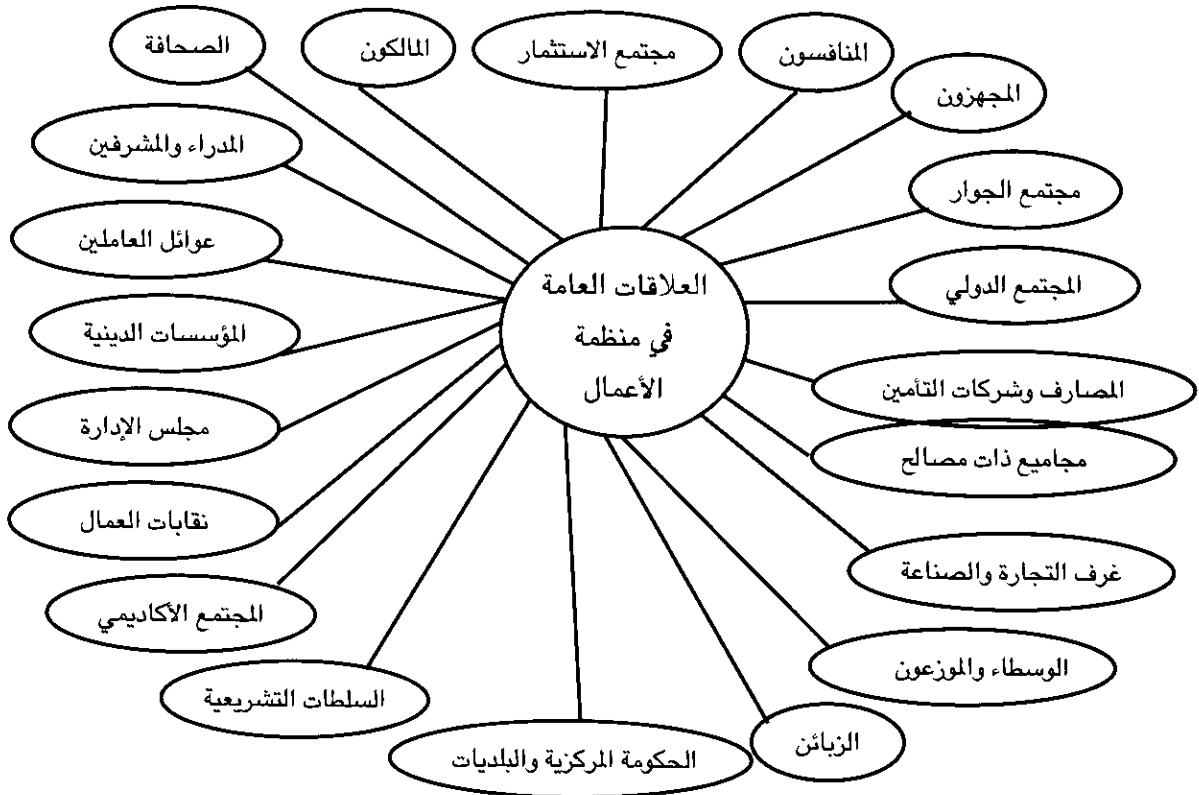 الصحافة
المالكون
مجتمع الاستثمار
المنافسون
المجهزون
المدراء والمشرفين
مجتمع الجوار
عوائل العاملين
المجتمع الدولي
العلاقات العامة
في منظمة
الأعمال
المؤسسات الدينية
المصارف وشركات التأمين
مجلس الإدارة
مجاميع ذات مصالح
نقابات العمال
غرف التجارة والصناعة
المجتمع الأكاديمي
الوسطاء والموزعون
السلطات التشريعية
الزبائن
الحكومة المركزية والبلديات